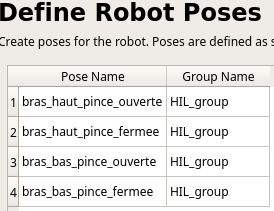 Define Robot Poses
Create poses for the robot. Poses are defined as
Pose Name Group Name
1 bras_haut_pince_ouverte HIL_group
2 bras_haut_pince_fermee HIL_group
3 bras_bas_pince_ouverte HIL_group
4 bras_bas_pince_fermee HIL_group